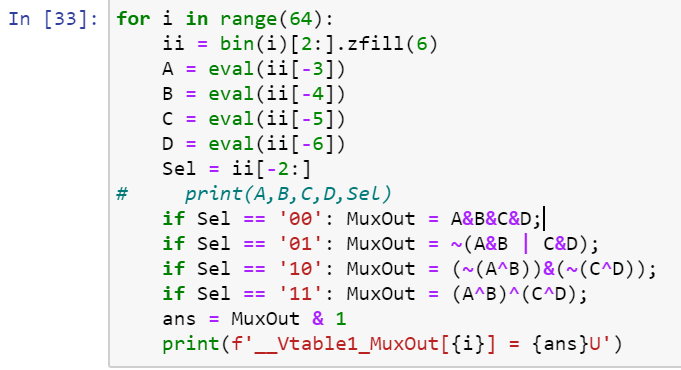 In [33]: for i in range(64):
    ii = bin(i)[2:].zfill(6)
    A = eval(ii[-3])
    B = eval(ii[-4])
    C = eval(ii[-5])
    D = eval(ii[-6])
    Sel = ii[-2:]
#     print(A,B,C,D,Sel)
    if Sel == '00': MuxOut = A&B&C&D;
    if Sel == '01': MuxOut = ~(A&B | C&D);
    if Sel == '10': MuxOut = (~(A^B))&(~(C^D));
    if Sel == '11': MuxOut = (A^B)^(C^D);
    ans = MuxOut & 1
    print(f'__Vtable1_MuxOut[{i}] = {ans}U')